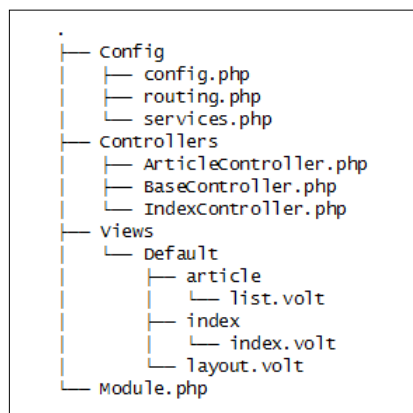 .
├── Config
│   ├── config.php
│   ├── routing.php
│   └── services.php
├── Controllers
│   ├── ArticleController.php
│   ├── BaseController.php
│   └── IndexController.php
├── Views
│   └── Default
│       ├── article
│       │   └── list.volt
│       ├── index
│       │   └── index.volt
│       └── layout.volt
└── Module.php